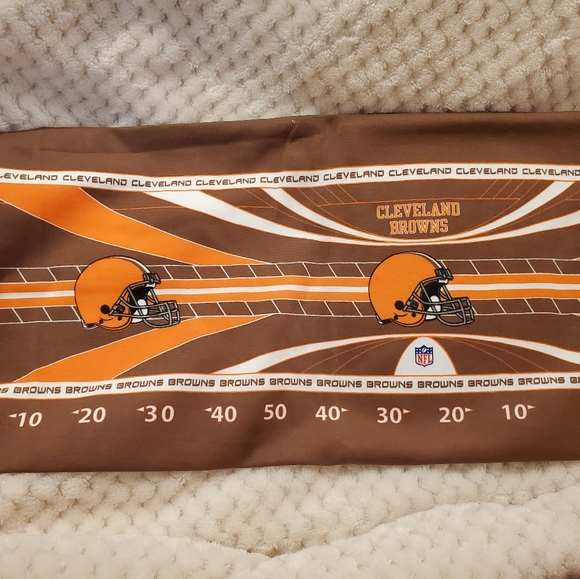 LEVELAND CLEVELAND CLEVELAND CLEVELAND CLEVELAND CLEVELAND CLEVELAND CLEVELAND CLEVELAND
CLEVELAND
BROWNS
NFL
S BROWNS BROWNS BROWNS BROWNS BROWNS BROWNS BROWNS BROWNS BROWNS BROWNS BROWNS
10 20 30 40 50 40 30 20 10